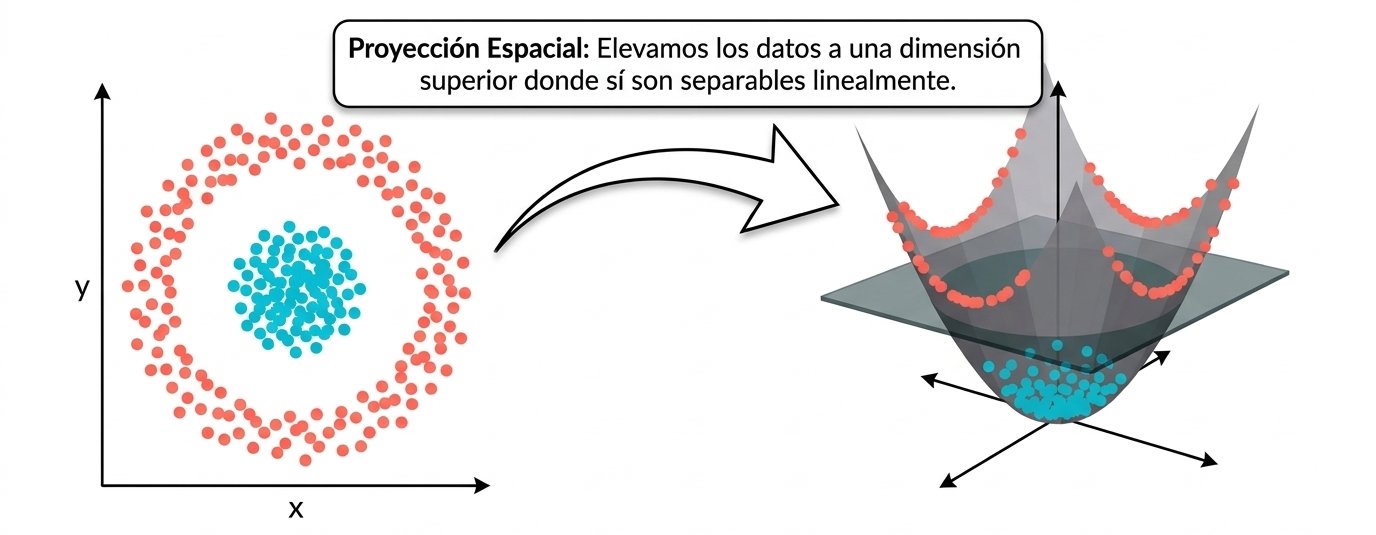 Proyección Espacial: Elevamos los datos a una dimensión
superior donde sí son separables linealmente.
y
x